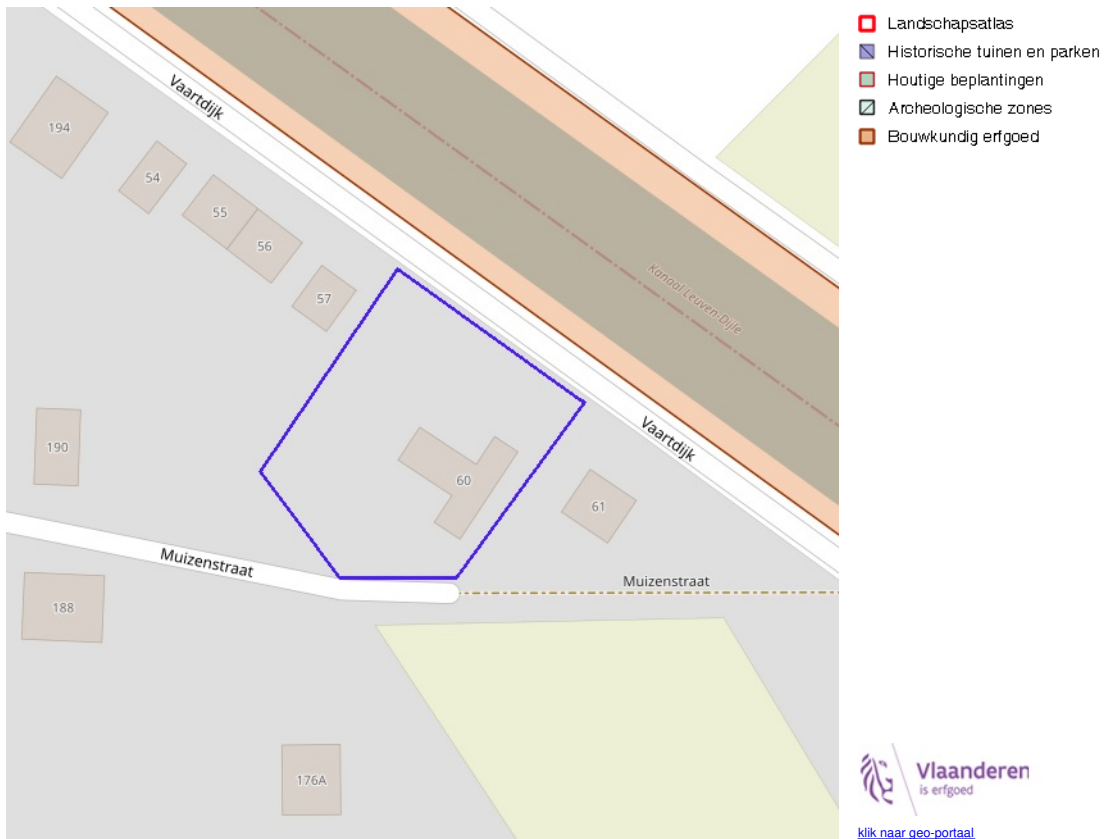 Landschapsatlas
Historische tuinen en parken
Houtige beplantingen
Archeologische zones
Bouwkundig erfgoed
Vaartdijk
194
54
55
56
57
Kanaal Leuven-Dijle
Vaartdijk
190
60
61
Muizenstraat
Muizenstraat
188
176A
Vlaanderen
is erfgoed
klik naar geo-portaal